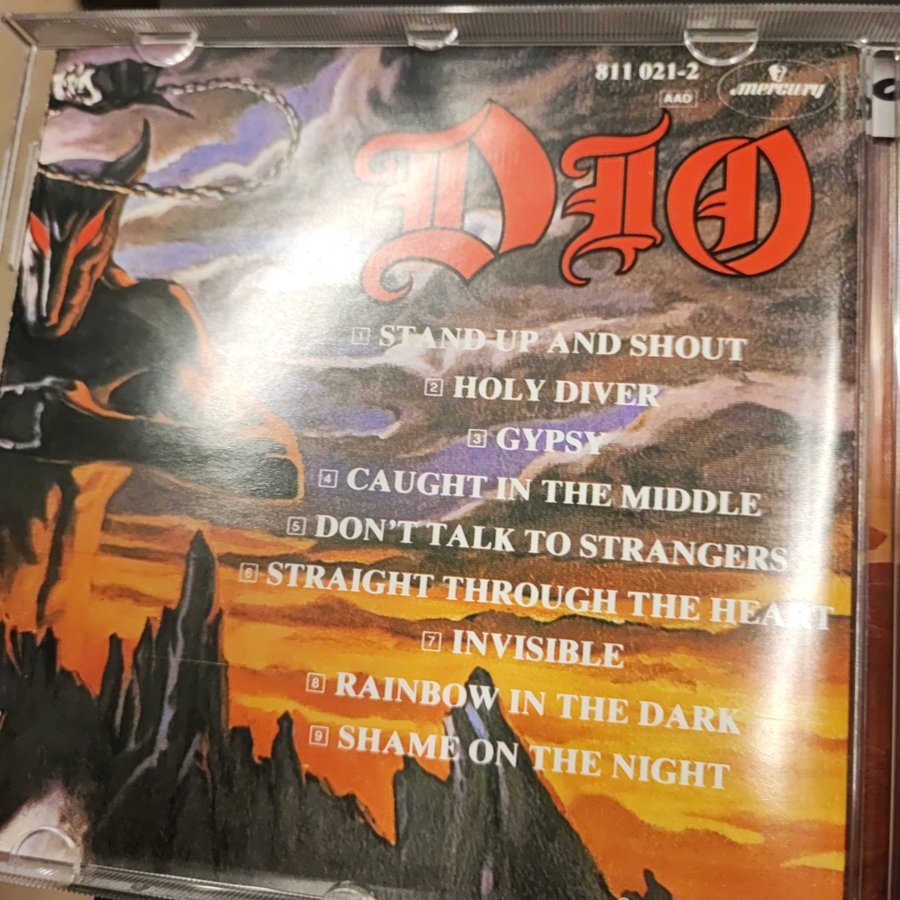 811 021-2
mercury
AAD
DIO
1 STAND UP AND SHOUT
2 HOLY DIVER
3 GYPSY
4 CAUGHT IN THE MIDDLE
5 DON'T TALK TO STRANGERS
6 STRAIGHT THROUGH THE HEART
7 INVISIBLE
8 RAINBOW IN THE DARK
9 SHAME ON THE NIGHT